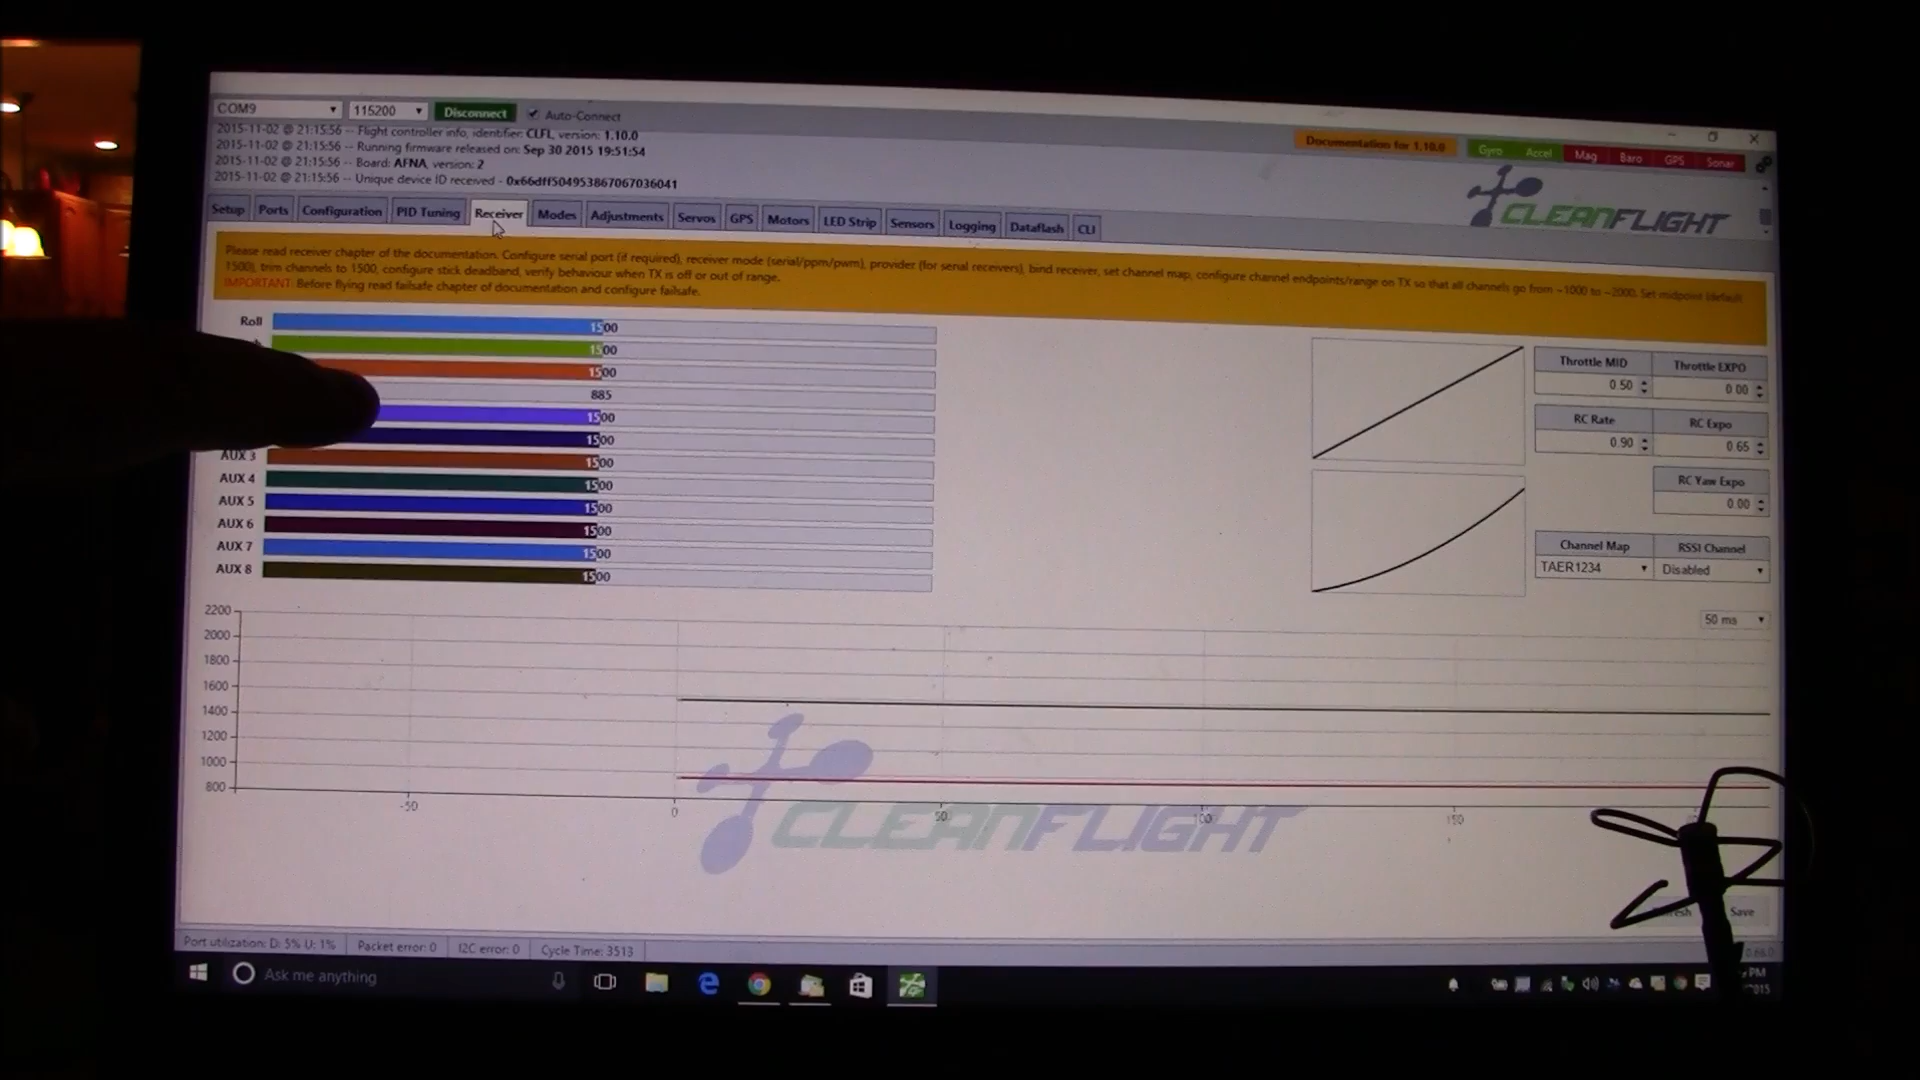 COM9 115200 Disconnect Auto-Connect
2015-11-02 @ 21:15:56 -- Flight controller info, identifier: CLFL, version: 1.10.0
2015-11-02 @ 21:15:56 -- Running firmware released on: Sep 30 2015 19:51:54
2015-11-02 @ 21:15:56 -- Board: AFNA, version: 2
2015-11-02 @ 21:15:56 -- Unique device ID received - 0x66dff504953867067036041
Documentation for 1.10.0
Gyro Accel Mag Baro GPS Sonar
CLEANFLIGHT
Setup Ports Configuration PID Tuning Receiver Modes Adjustments Servos GPS Motors LED Strip Sensors Logging Dataflash CLI
Please read receiver chapter of the documentation. Configure serial port (if required), receiver mode (serial/ppm/pwm), provider (for serial receivers), bind receiver, set channel map, configure channel endpoints/range on TX so that all channels go from ~1000 to ~2000. Set midpoint (default
1500), trim channels to 1500, configure stick deadband, verify behaviour when TX is off or out of range.
IMPORTANT: Before flying read failsafe chapter of documentation and configure failsafe.
Roll 1500
1500
1500
885
1500
1500
AUX 3 1500
AUX 4 1500
AUX 5 1500
AUX 6 1500
AUX 7 1500
AUX 8 1500
Throttle MID Throttle EXPO
0.50 0.00
RC Rate RC Expo
0.90 0.65
RC Yaw Expo
0.00
Channel Map RSSI Channel
TAER1234 Disabled
50 ms
2200
2000
1800
1600
1400
1200
1000
800
-50 0 50 100 150
CLEANFLIGHT
Save
Port utilization: D: 5% U: 1% Packet error: 0 I2C error: 0 Cycle Time: 3513
0.66.0
Ask me anything
PM
2015